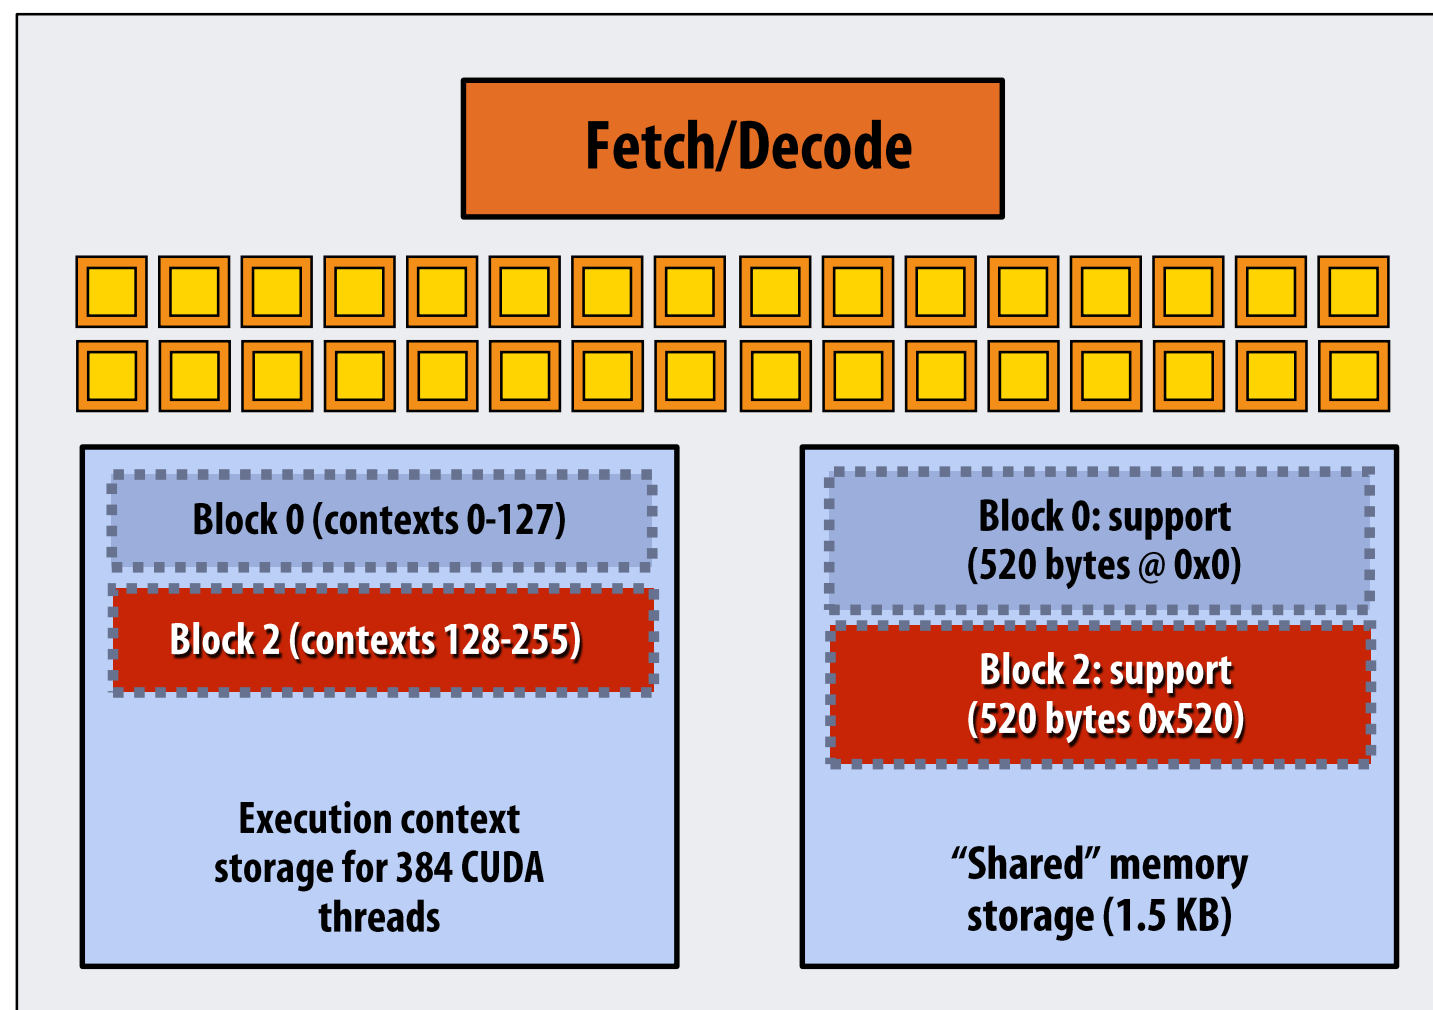 Fetch/Decode
Block 0 (contexts 0-127)
Block 2 (contexts 128-255)
Execution context
storage for 384 CUDA
threads
Block 0: support
(520 bytes @ 0x0)
Block 2: support
(520 bytes 0x520)
“Shared” memory
storage (1.5 KB)